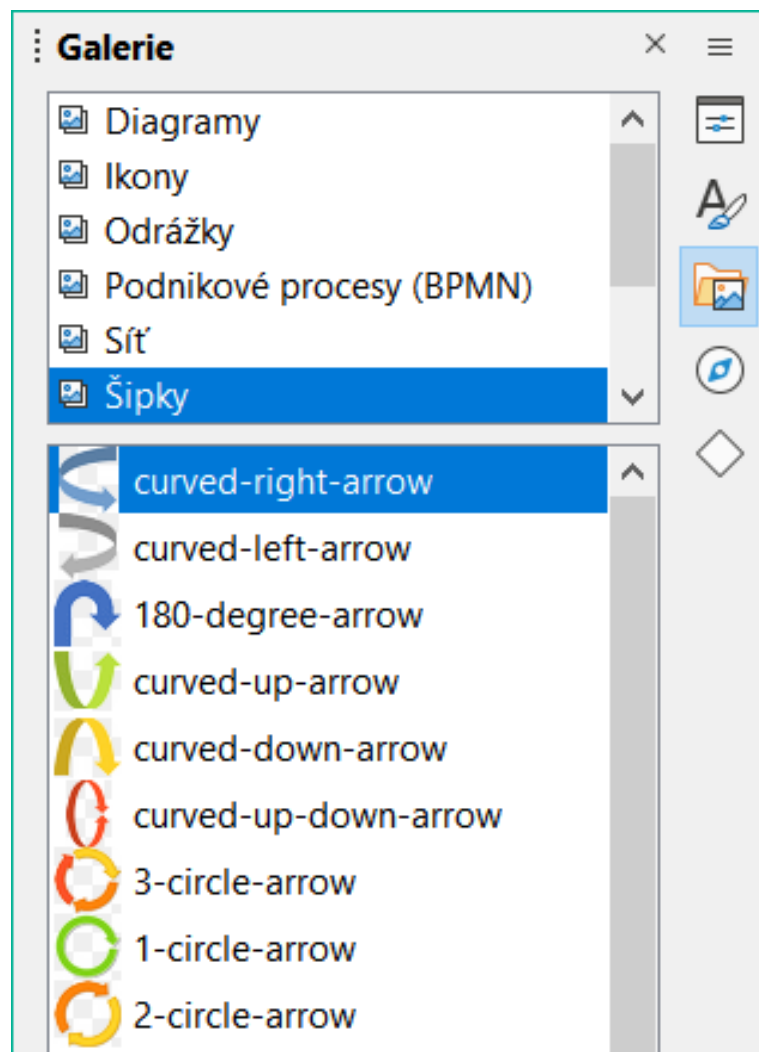 Galerie
Diagramy
Ikony
Odrážky
Podnikové procesy (BPMN)
Síť
Šipky
curved-right-arrow
curved-left-arrow
180-degree-arrow
curved-up-arrow
curved-down-arrow
curved-up-down-arrow
3-circle-arrow
1-circle-arrow
2-circle-arrow